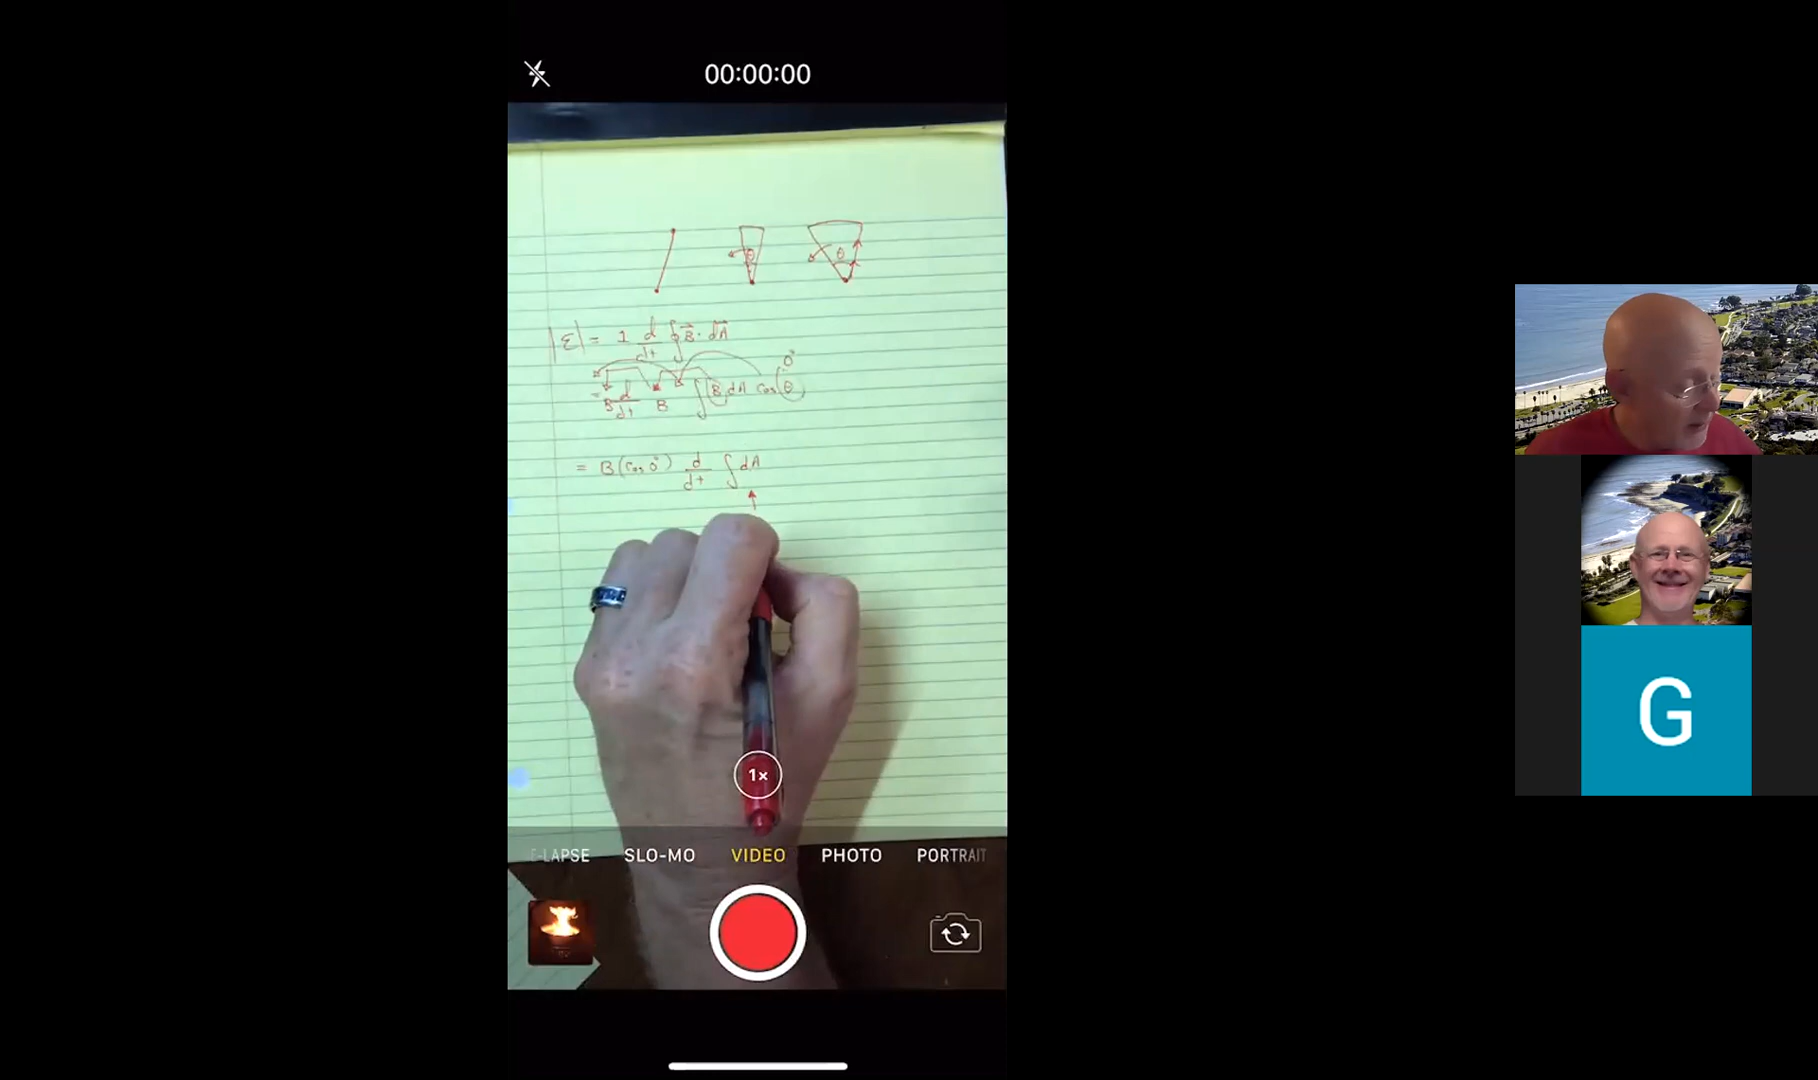 00:00:00
θ θ
|ε| = 1 d/dt ∮ B⃗ · dA⃗
= B d/dt B ∫ B dA cos(θ) 0°
= B(cos 0°) d/dt ∫ dA
1×
E-LAPSE SLO-MO VIDEO PHOTO PORTRAIT
G